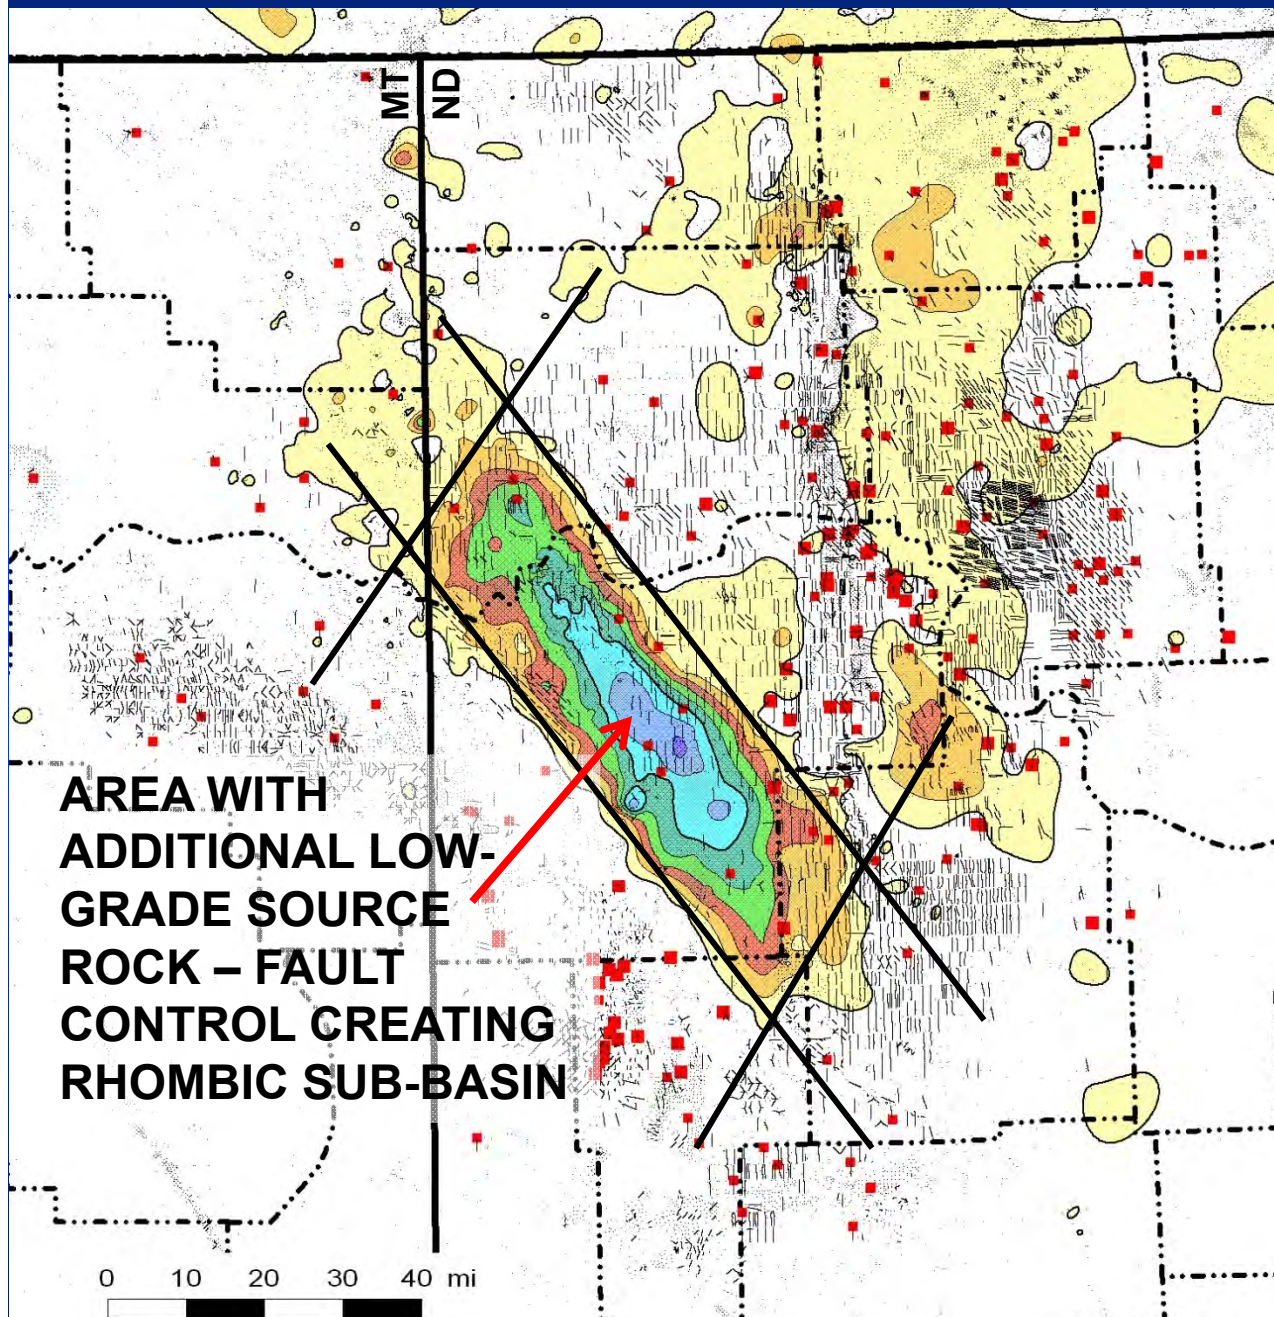 MT
ND
AREA WITH
ADDITIONAL LOW-
GRADE SOURCE
ROCK – FAULT
CONTROL CREATING
RHOMBIC SUB-BASIN
0 10 20 30 40 mi